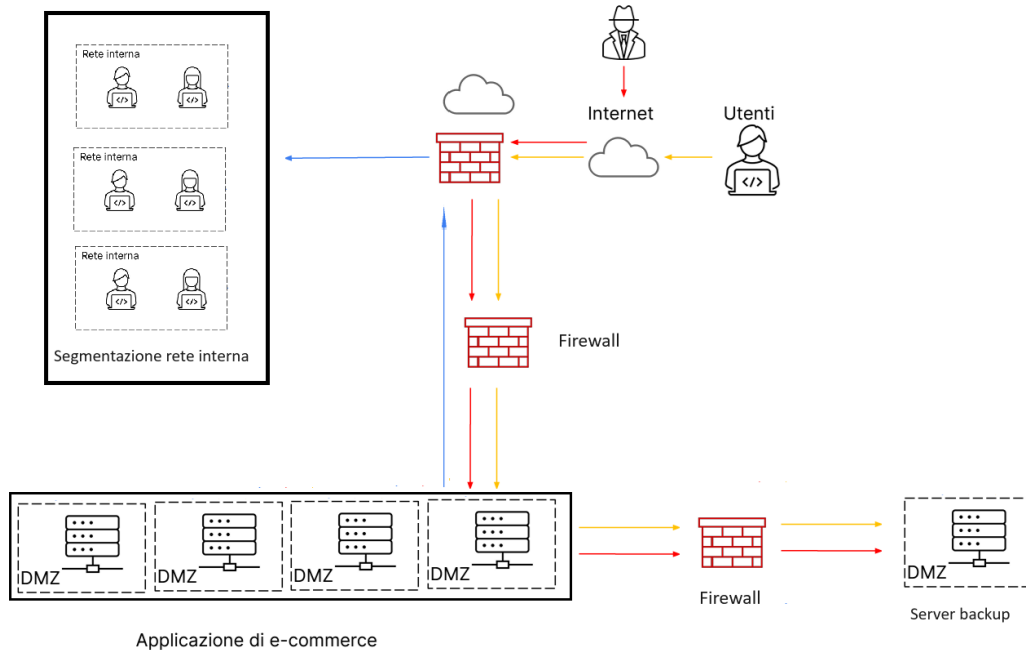 Rete interna
Internet
Utenti
Rete interna
Rete interna
Segmentazione rete interna
Firewall
DMZ
DMZ
DMZ
DMZ
DMZ
Firewall
Server backup
Applicazione di e-commerce